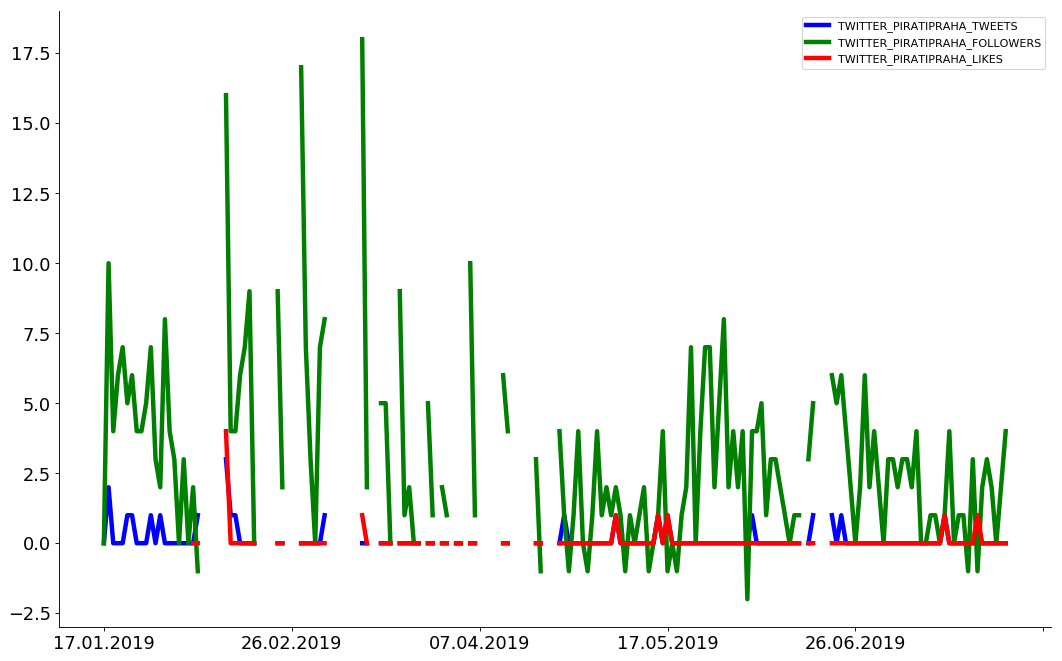 TWITTER_PIRATIPRAHA_TWEETS
TWITTER_PIRATIPRAHA_FOLLOWERS
TWITTER_PIRATIPRAHA_LIKES
17.5
15.0
12.5
10.0
7.5
5.0
2.5
0.0
−2.5
17.01.2019 26.02.2019 07.04.2019 17.05.2019 26.06.2019